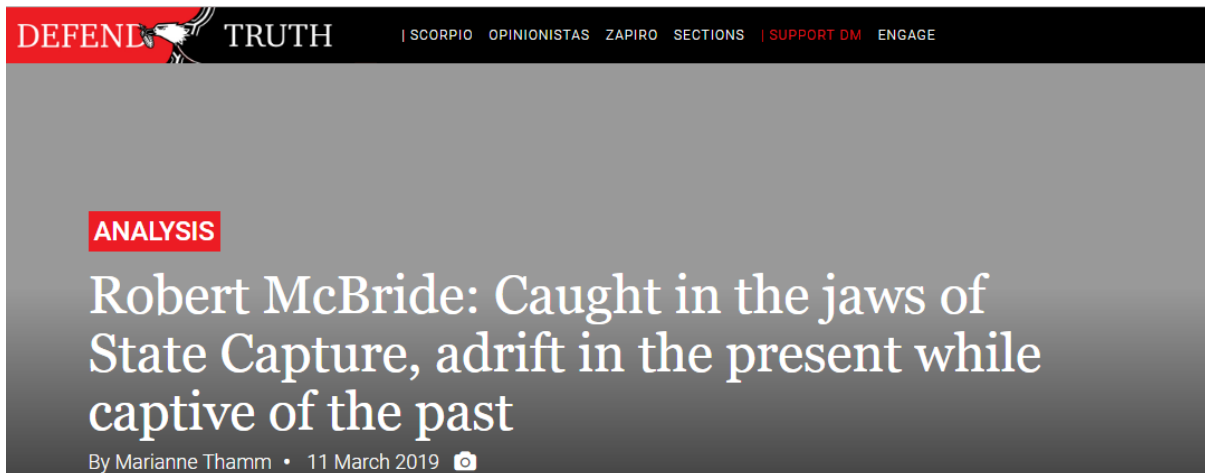 DEFEND TRUTH | SCORPIO OPINIONISTAS ZAPIRO SECTIONS | SUPPORT DM ENGAGE
ANALYSIS
Robert McBride: Caught in the jaws of
State Capture, adrift in the present while
captive of the past
By Marianne Thamm • 11 March 2019